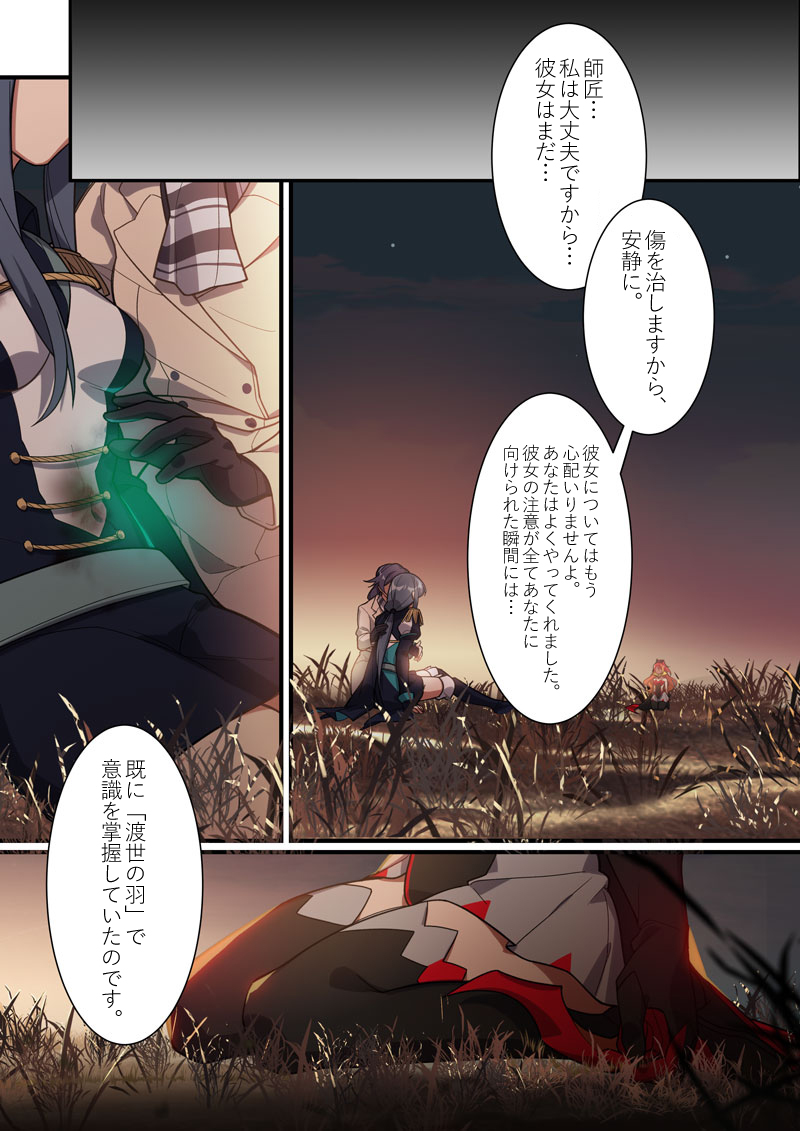 師匠…
私は大丈夫ですから…
彼女はまだ…
傷を治しますから、
安静に。
彼女についてはもう
心配いりませんよ。
あなたはよくやってくれました。
彼女の注意が全てあなたに
向けられた瞬間には…
既に「渡世の羽」で
意識を掌握していたのです。